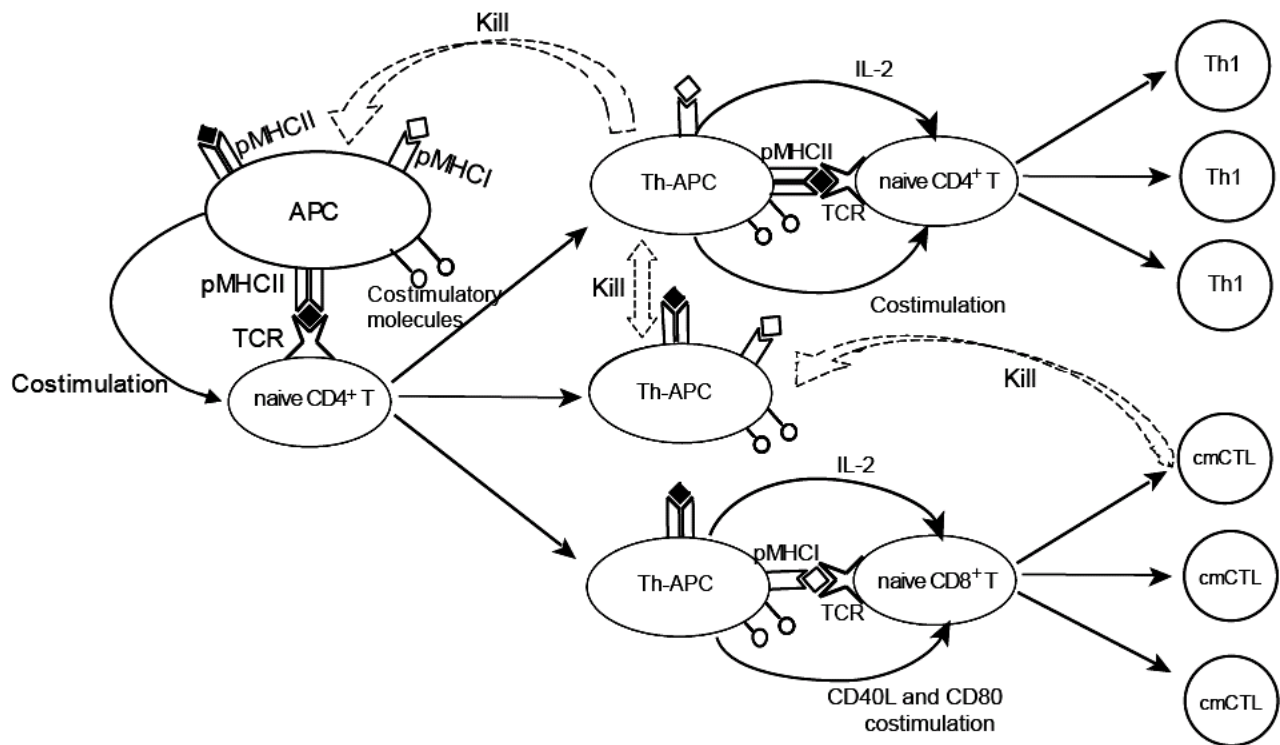 Kill
Th1
IL-2
pMHCII
pMHCI
pMHCII
Th-APC
naive CD4+ T
Th1
TCR
APC
Th1
pMHCII
Costimulatory
molecules
Kill
Costimulation
TCR
Kill
Costimulation
naive CD4+ T
Th-APC
cmCTL
IL-2
pMHCI
Th-APC
naive CD8+ T
cmCTL
TCR
CD40L and CD80
costimulation
cmCTL